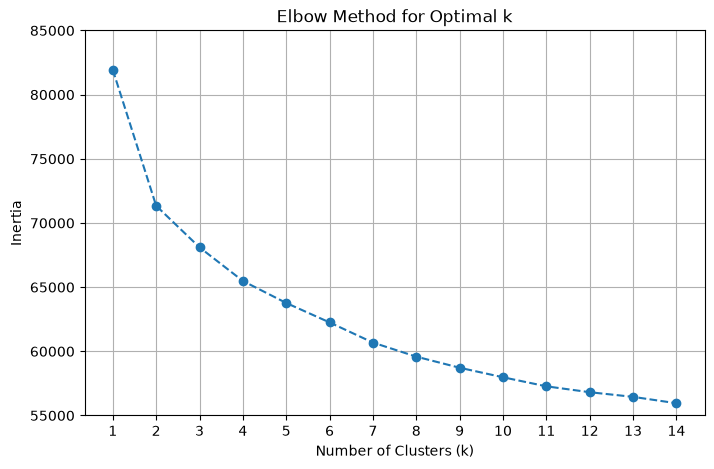 Elbow Method for Optimal k
85000
80000
75000
70000
65000
60000
55000
Inertia
1 2 3 4 5 6 7 8 9 10 11 12 13 14
Number of Clusters (k)